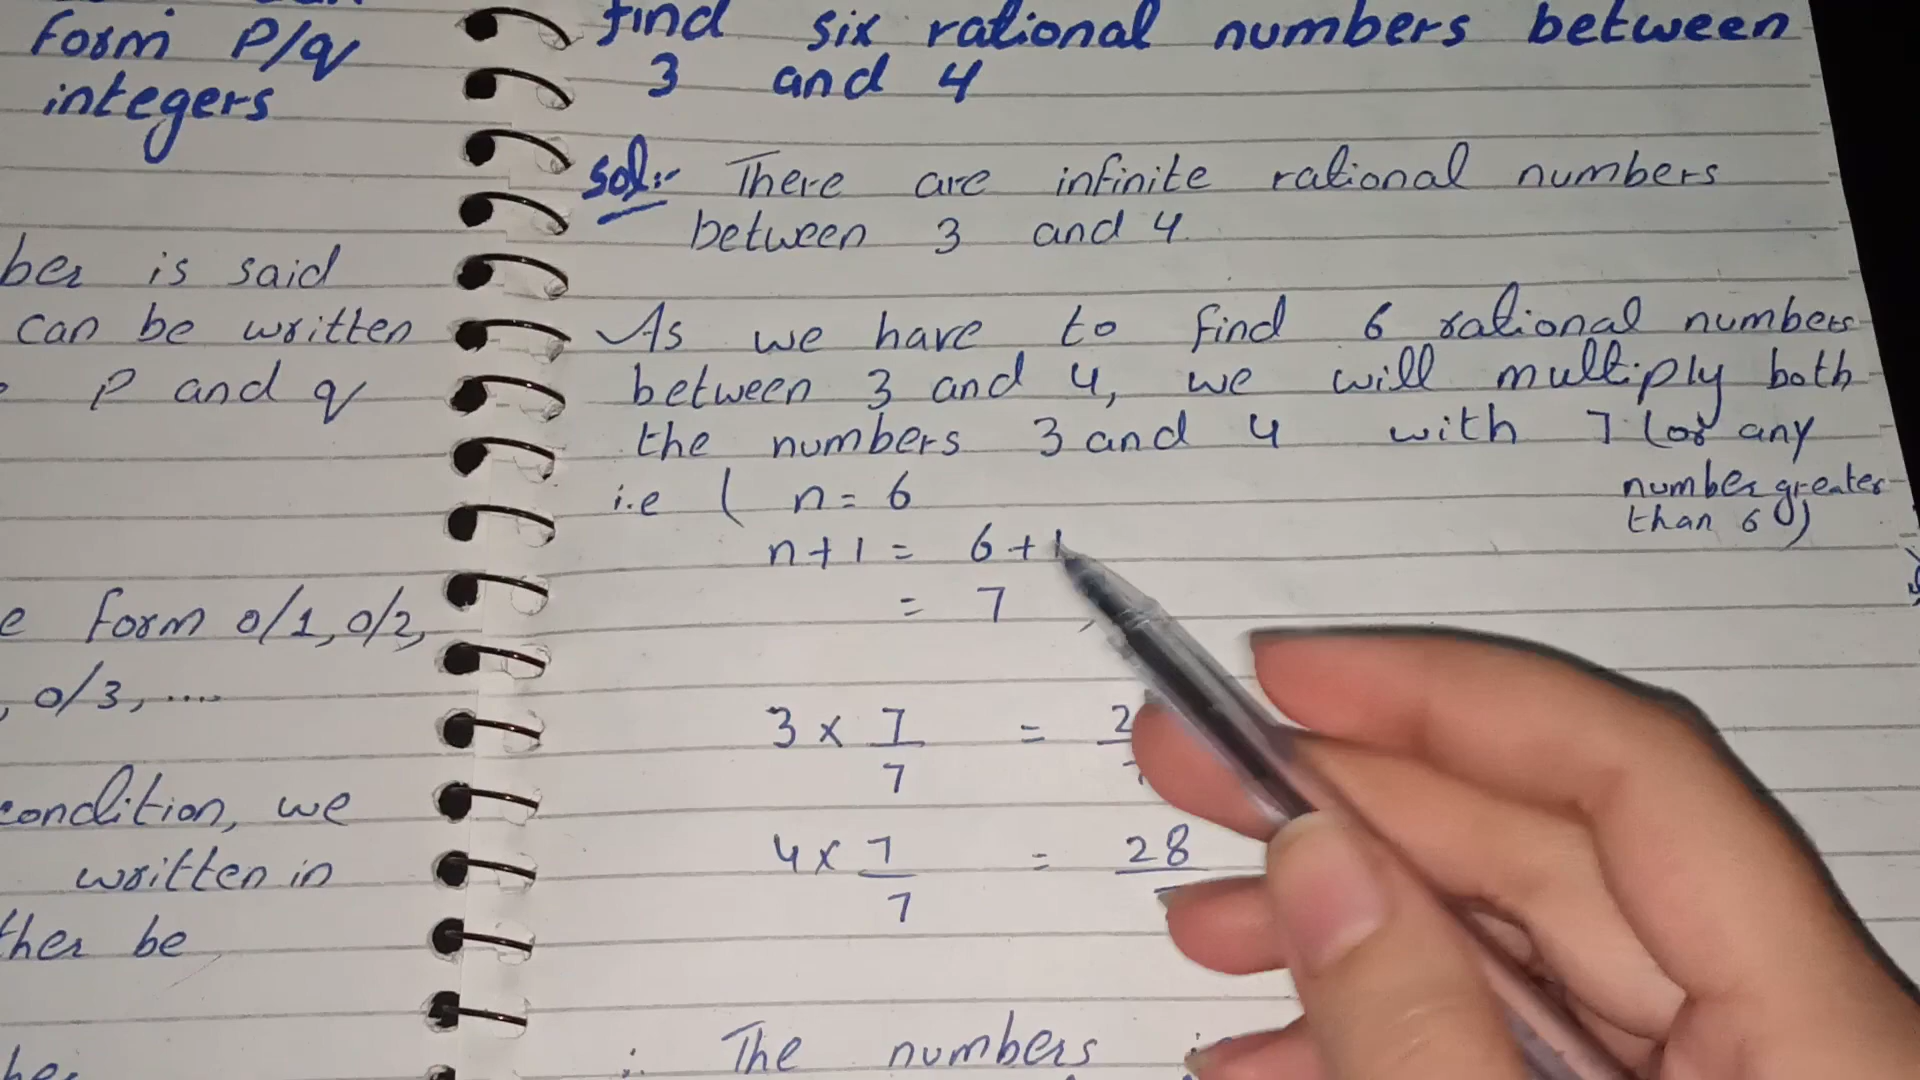 form P/q
integers
ber is said
can be written
P and q
e form 0/1, 0/2,
, 0/3, ....
condition, we
written in
ther be
find six rational numbers between
3 and 4
Sol:- There are infinite rational numbers
between 3 and 4.
As we have to find 6 rational numbers
between 3 and 4, we will multiply both
the numbers 3 and 4 with 7 (or any
number greater
than 6)
i.e ( n = 6
n+1 = 6+1
= 7
3 × 7/7 = 2
4 × 7/7 = 28
∴ The numbers